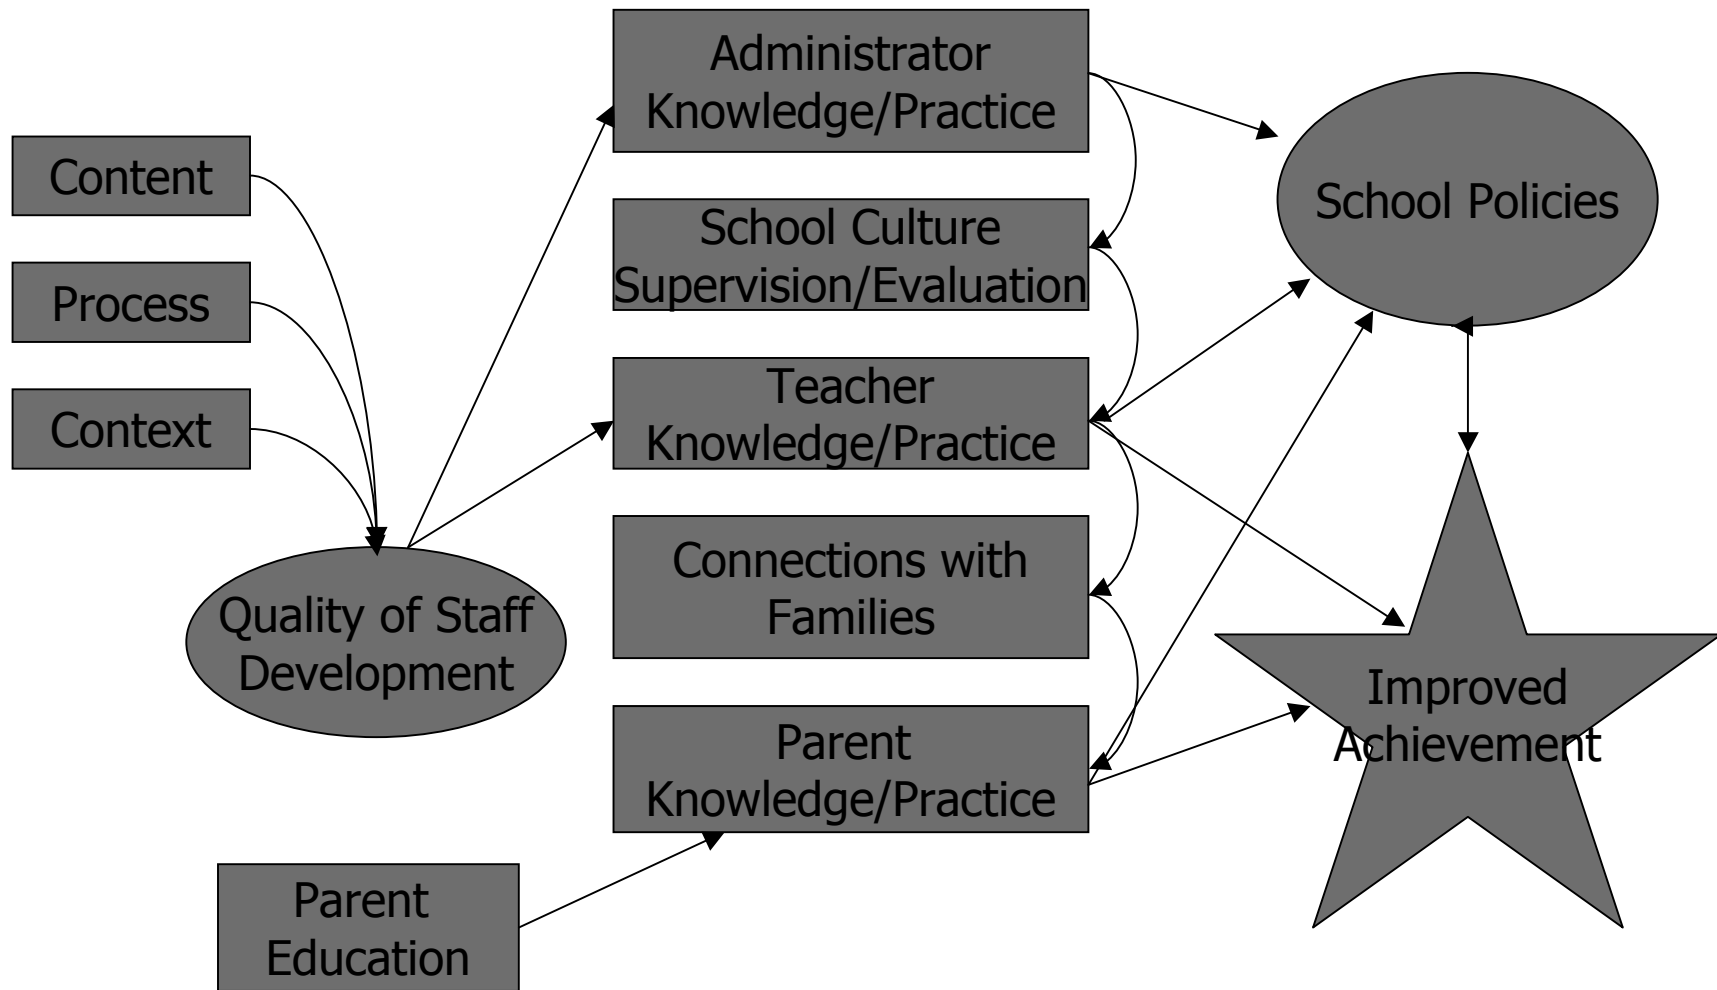 Content
Process
Context
Quality of Staff
Development
Parent
Education
Administrator
Knowledge/Practice
School Culture
Supervision/Evaluation
Teacher
Knowledge/Practice
Connections with
Families
Parent
Knowledge/Practice
School Policies
Improved
Achievement